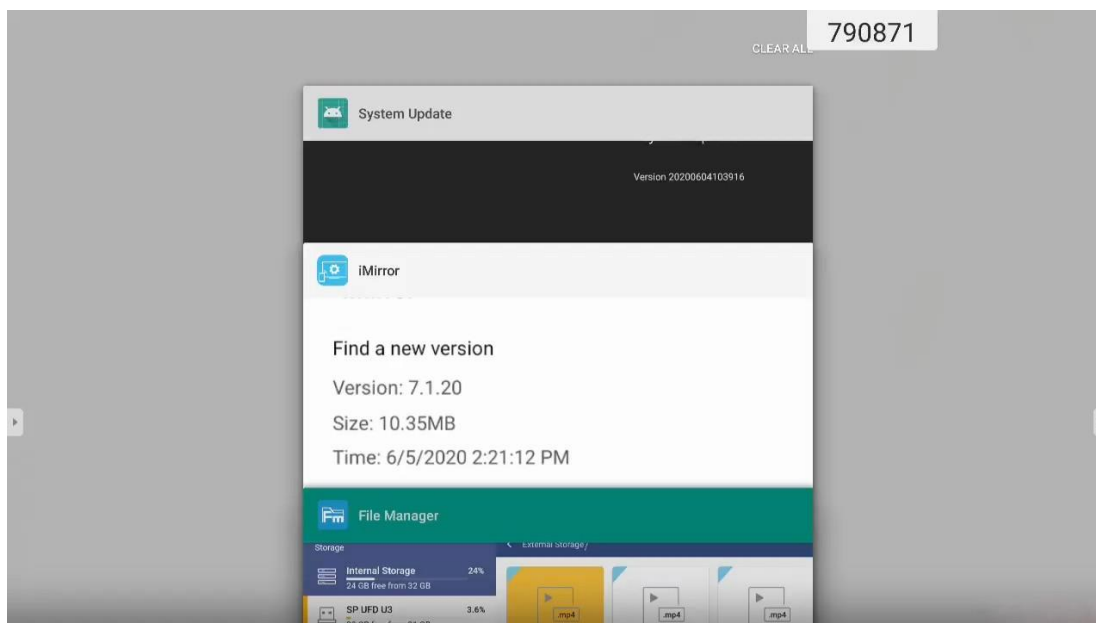 790871
CLEAR ALL
System Update
Version 20200604103916
iMirror
Find a new version
Version: 7.1.20
Size: 10.35MB
Time: 6/5/2020 2:21:12 PM
Fm File Manager
Storage
External Storage/
Internal Storage 24%
24 GB free from 32 GB
SP UFD U3 3.6%
.mp4 .mp4 .mp4